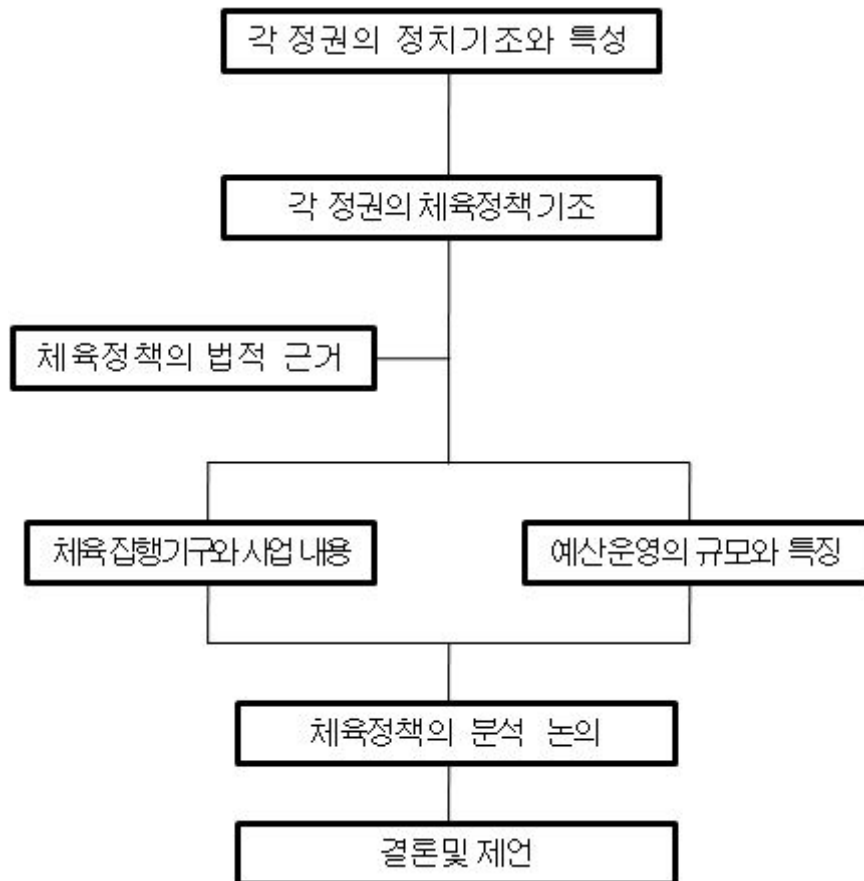 각 정권의 정치기조와 특성
각 정권의 체육정책 기조
체육정책의 법적 근거
체육 집행기구와 사업 내용
예산운영의 규모와 특징
체육정책의 분석 논의
결론및 제언